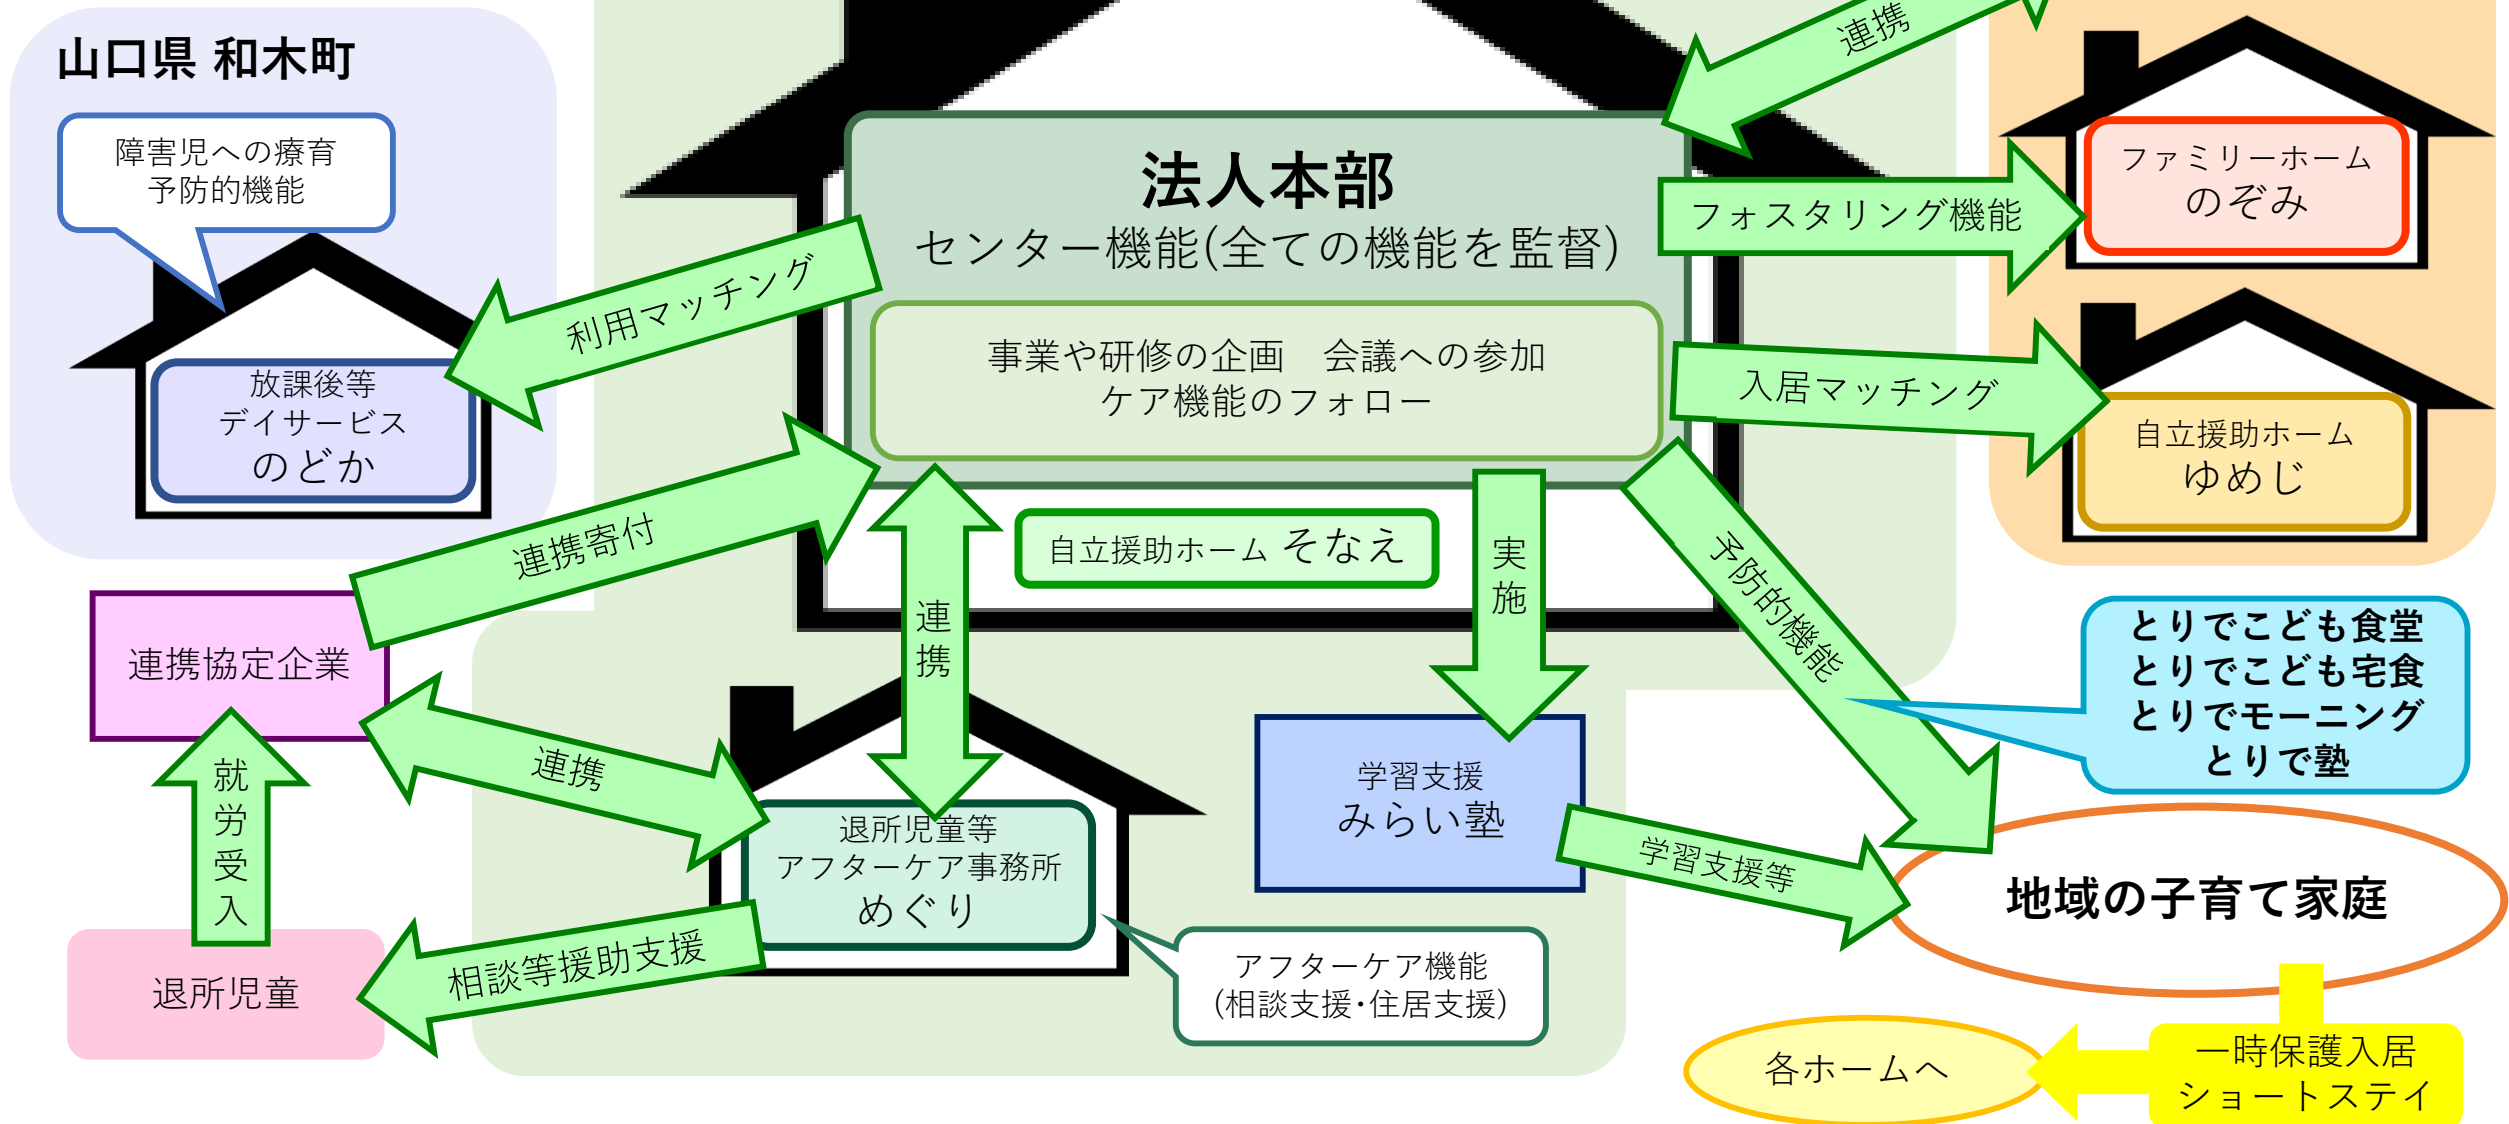 山口県 和木町
障害児への療育
予防的機能
放課後等
デイサービス
のどか
連携
法人本部
センター機能(全ての機能を監督)
事業や研修の企画　会議への参加
ケア機能のフォロー
利用マッチング
フォスタリング機能
ファミリーホーム
のぞみ
入居マッチング
自立援助ホーム
ゆめじ
連携寄付
自立援助ホーム そなえ
連携
実施
予防的機能
連携協定企業
とりでこども食堂
とりでこども宅食
とりでモーニング
とりで塾
連携
就労受入
学習支援
みらい塾
退所児童等
アフターケア事務所
めぐり
学習支援等
地域の子育て家庭
相談等援助支援
退所児童
アフターケア機能
(相談支援・住居支援)
各ホームへ
一時保護入居
ショートステイ